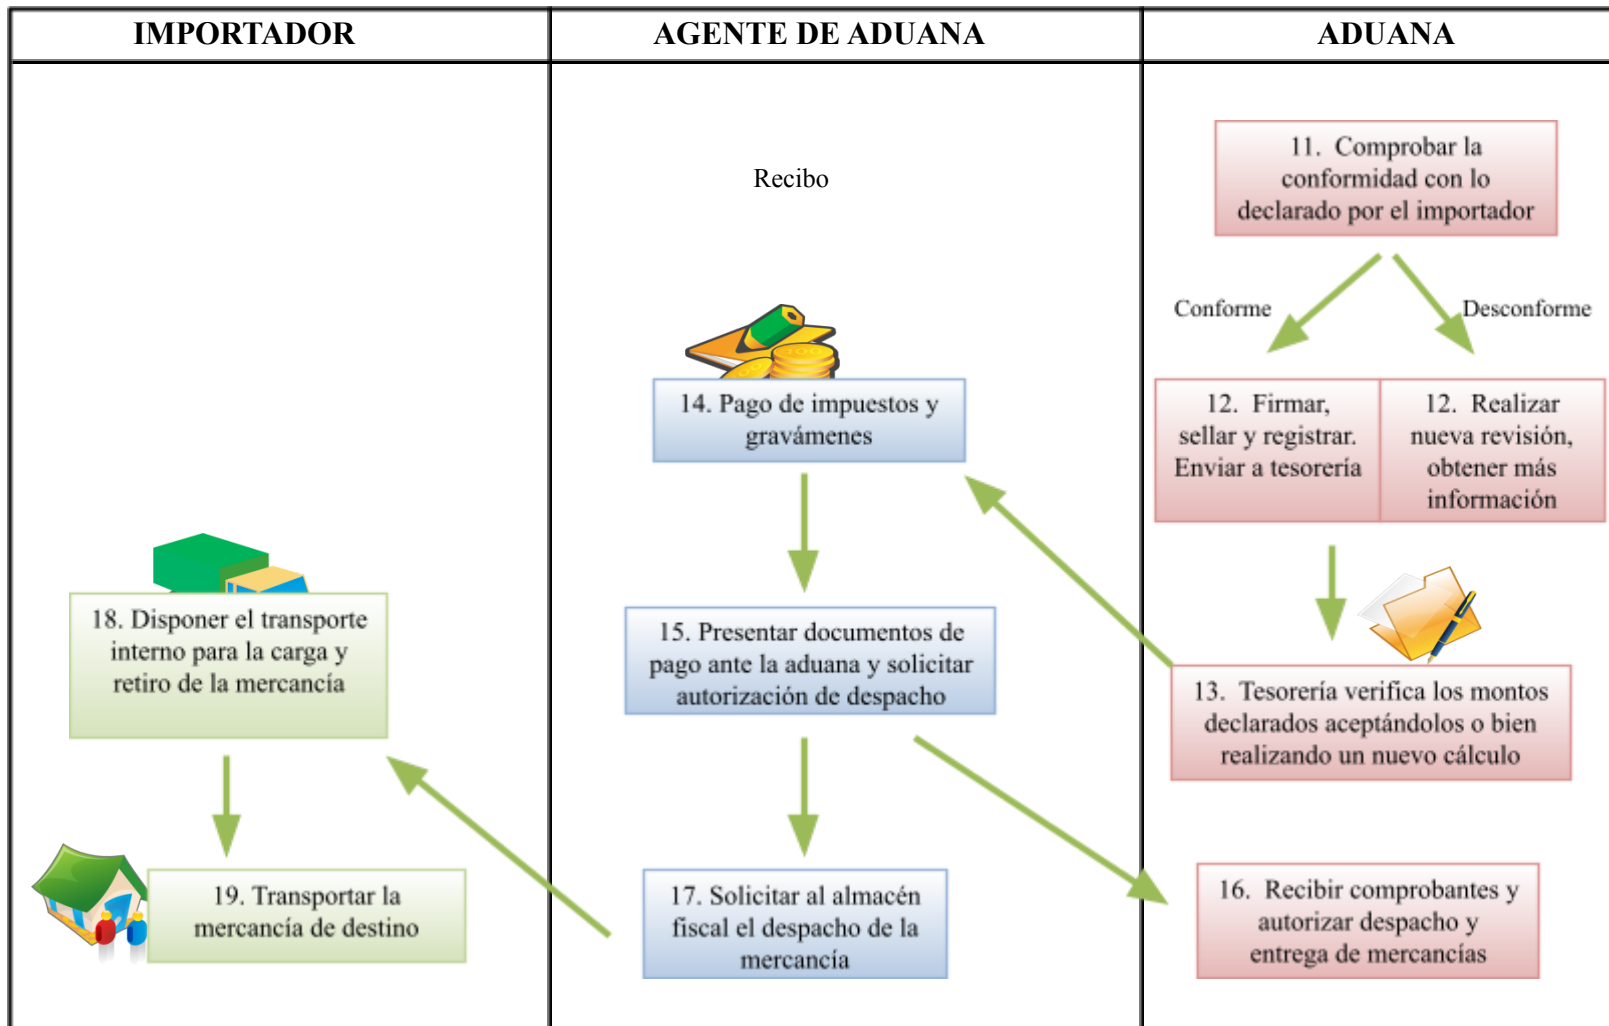 IMPORTADOR
AGENTE DE ADUANA
ADUANA
11. Comprobar la
conformidad con lo
declarado por el importador
Recibo
Conforme
Desconforme
12. Firmar,
sellar y registrar.
Enviar a tesorería
12. Realizar
nueva revisión,
obtener más
información
13. Tesorería verifica los montos
declarados aceptándolos o bien
realizando un nuevo cálculo
14. Pago de impuestos y
gravámenes
15. Presentar documentos de
pago ante la aduana y solicitar
autorización de despacho
16. Recibir comprobantes y
autorizar despacho y
entrega de mercancías
17. Solicitar al almacén
fiscal el despacho de la
mercancía
18. Disponer el transporte
interno para la carga y
retiro de la mercancía
19. Transportar la
mercancía de destino